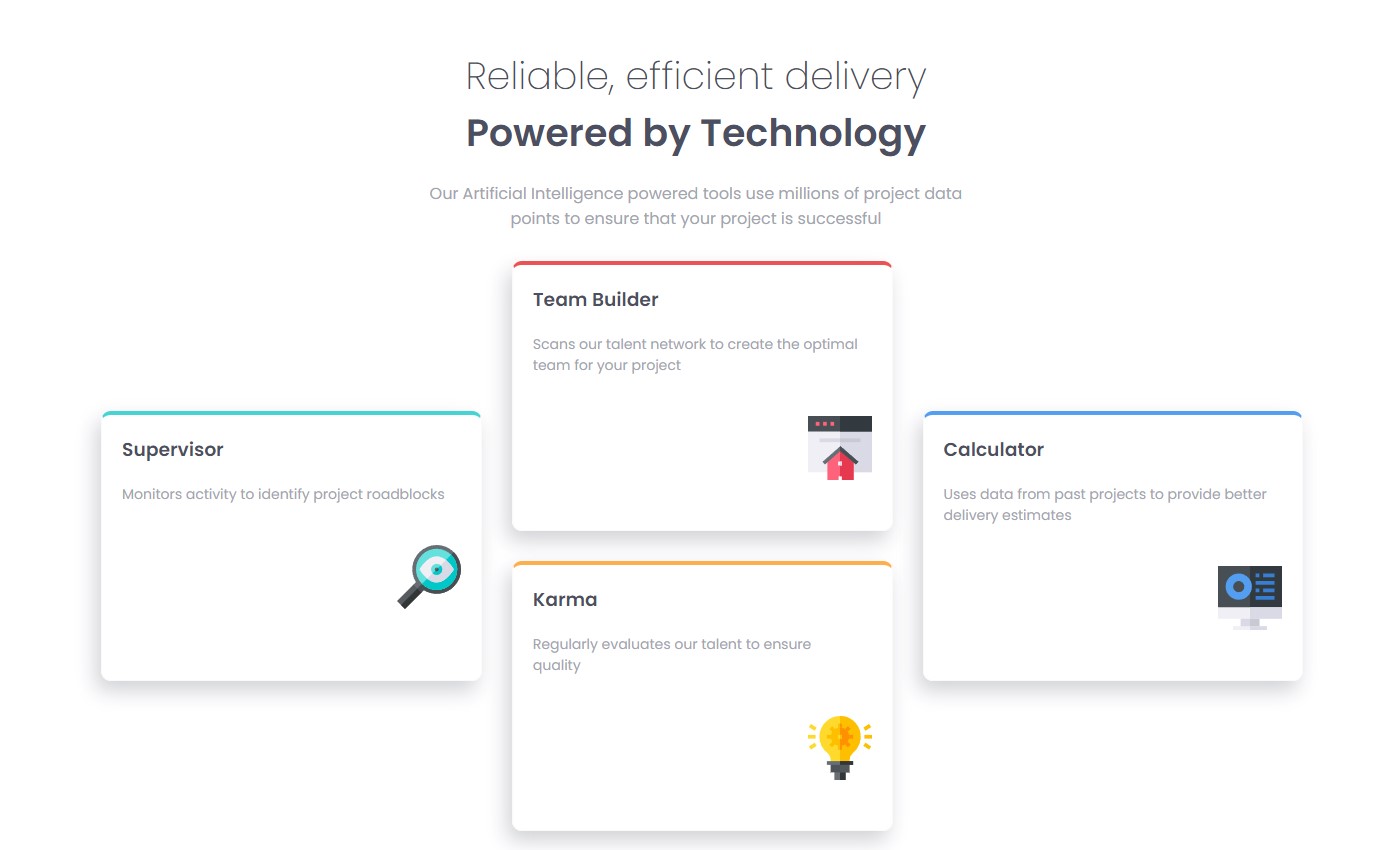 Reliable, efficient delivery
Powered by Technology
Our Artificial Intelligence powered tools use millions of project data
points to ensure that your project is successful
Supervisor
Monitors activity to identify project roadblocks
Team Builder
Scans our talent network to create the optimal
team for your project
Karma
Regularly evaluates our talent to ensure
quality
Calculator
Uses data from past projects to provide better
delivery estimates